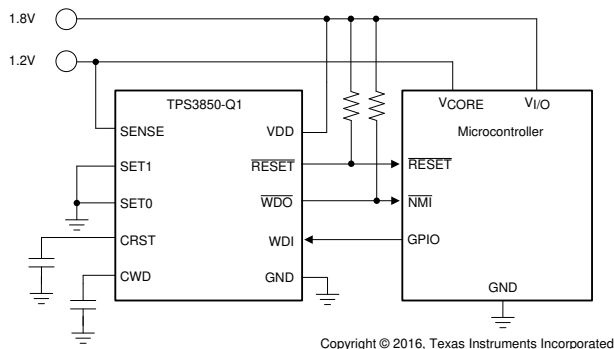 1.8V
1.2V
TPS3850-Q1
SENSE
SET1
SET0
CRST
CWD
VDD
RESET
WDO
WDI
GND
VCORE
VI/O
Microcontroller
RESET
NMI
GPIO
GND
Copyright © 2016, Texas Instruments Incorporated